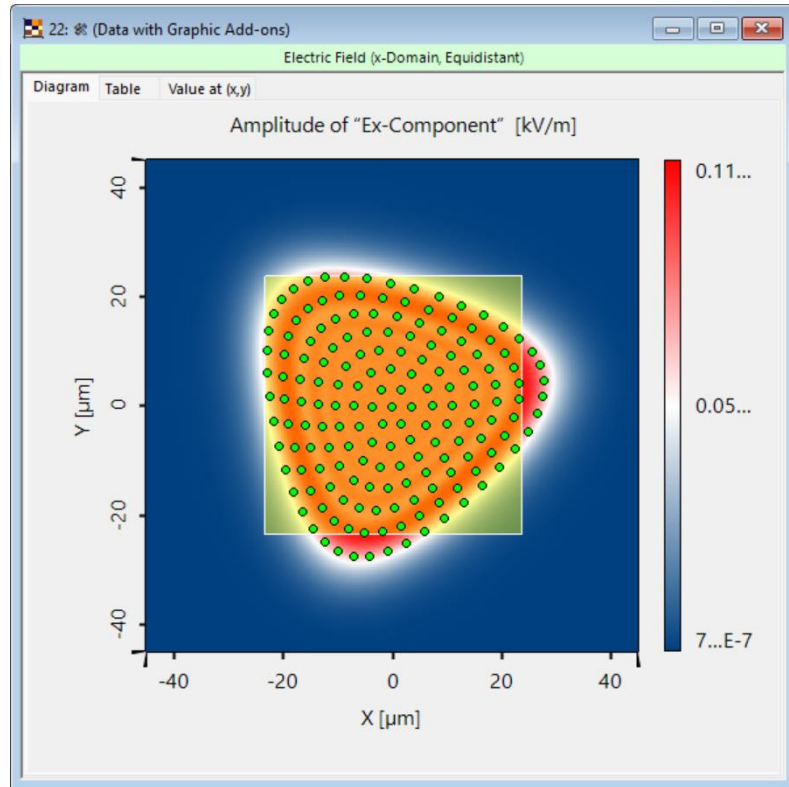 22: (Data with Graphic Add-ons)
Electric Field (x-Domain, Equidistant)
Diagram Table Value at (x,y)
Amplitude of “Ex-Component” [kV/m]
0.11...
0.05...
7...E-7
40
20
0
-20
-40
Y [µm]
-40 -20 0 20 40
X [µm]